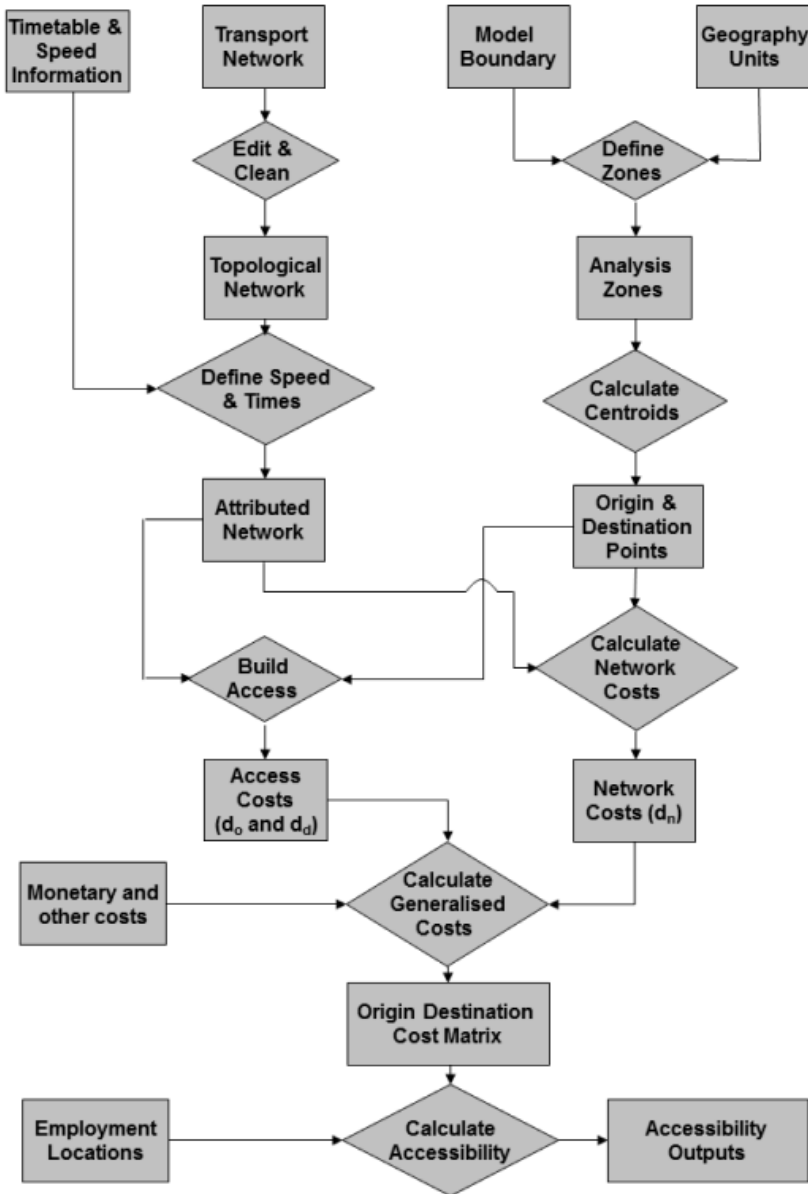 Timetable &
Speed
Information
Transport
Network
Model
Boundary
Geography
Units
Edit &
Clean
Define
Zones
Topological
Network
Analysis
Zones
Define Speed
& Times
Calculate
Centroids
Attributed
Network
Origin &
Destination
Points
Build
Access
Calculate
Network
Costs
Access
Costs
(do and dd)
Network
Costs (dn)
Monetary and
other costs
Calculate
Generalised
Costs
Origin Destination
Cost Matrix
Employment
Locations
Calculate
Accessibility
Accessibility
Outputs